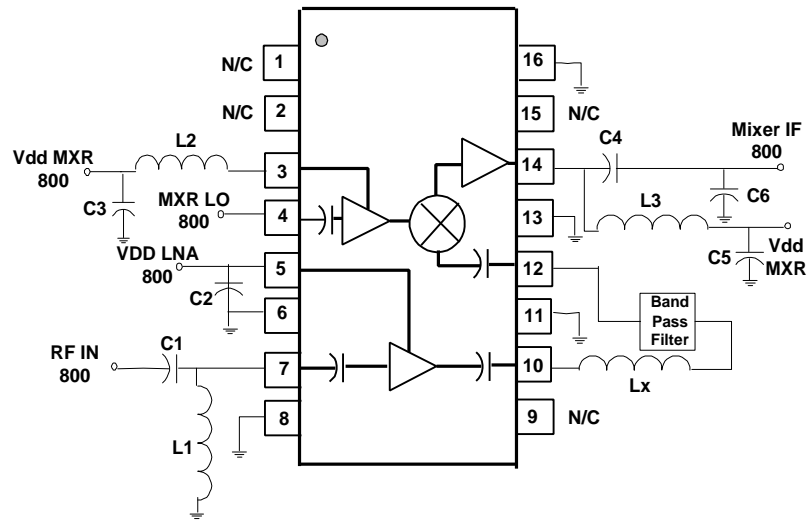 N/C 1
N/C 2
L2
Vdd MXR
800
3
C3
MXR LO
800
4
VDD LNA
800
5
C2
6
C1
RF IN
800
7
L1
8
16
15 N/C
C4
Mixer IF
800
14
C6
L3
13
C5
Vdd
MXR
12
Band
Pass
Filter
11
10
Lx
9 N/C